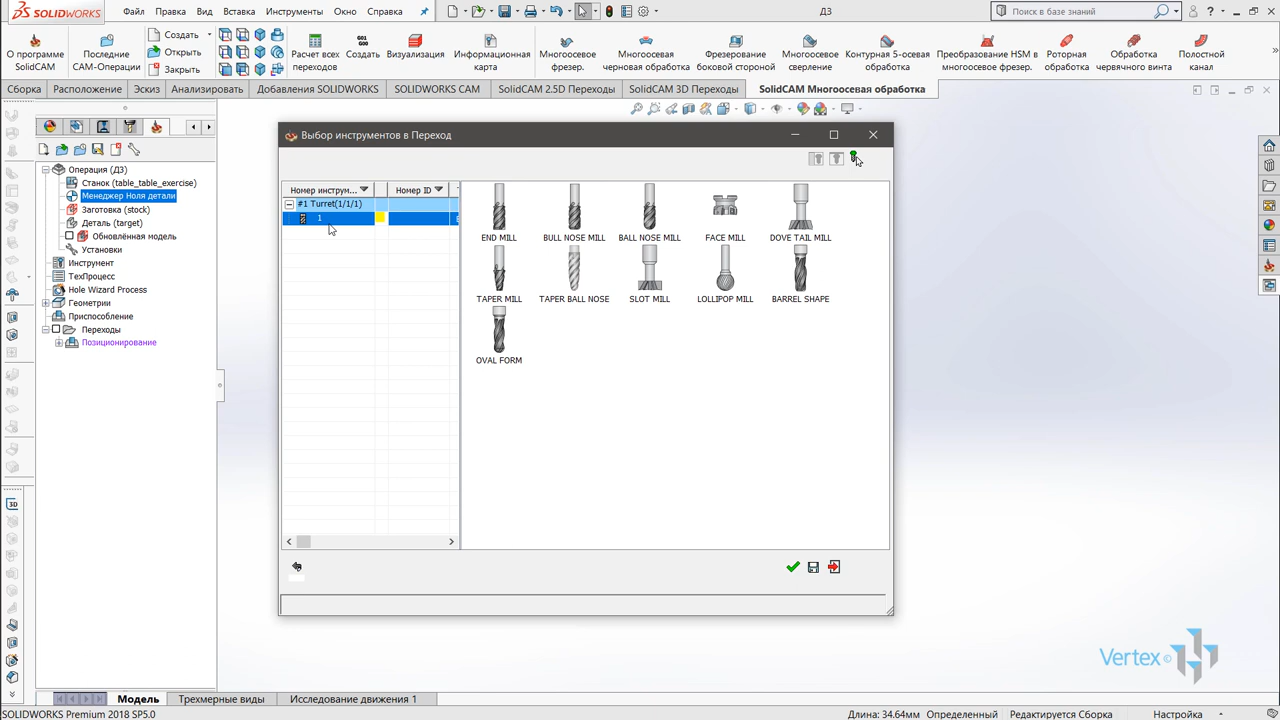 SOLIDWORKS Файл Правка Вид Вставка Инструменты Окно Справка ДЗ Поиск в базе знаний
О программе SolidCAM
Последние CAM-Операции
Создать
Открыть
Закрыть
Расчет всех переходов
G01 G00
Создать
Визуализация
Информационная карта
Многоосевое фрезер.
Многоосевая черновая обработка
Фрезерование боковой стороной
Многоосевое сверление
Контурная 5-осевая обработка
Преобразование HSM в многоосевое фрезер.
Роторная обработка
Обработка червячного винта
Полостной канал
Сборка Расположение Эскиз Анализировать Добавления SOLIDWORKS SOLIDWORKS CAM SolidCAM 2.5D Переходы SolidCAM 3D Переходы SolidCAM Многоосевая обработка
Операция (ДЗ)
Станок (table_table_exercise)
Менеджер Ноля детали
Заготовка (stock)
Деталь (target)
Обновлённая модель
Установки
Инструмент
ТехПроцесс
Hole Wizard Process
Геометрии
Приспособление
Переходы
Позиционирование
3D
Выбор инструментов в Переход
Номер инструм... Номер ID
#1 Turret(1/1/1)
1
END MILL BULL NOSE MILL BALL NOSE MILL FACE MILL DOVE TAIL MILL
TAPER MILL TAPER BALL NOSE SLOT MILL LOLLIPOP MILL BARREL SHAPE
OVAL FORM
Vertex ©
Модель Трехмерные виды Исследование движения 1
SOLIDWORKS Premium 2018 SP5.0 Длина: 34.64мм Определенный Редактируется Сборка Настройка